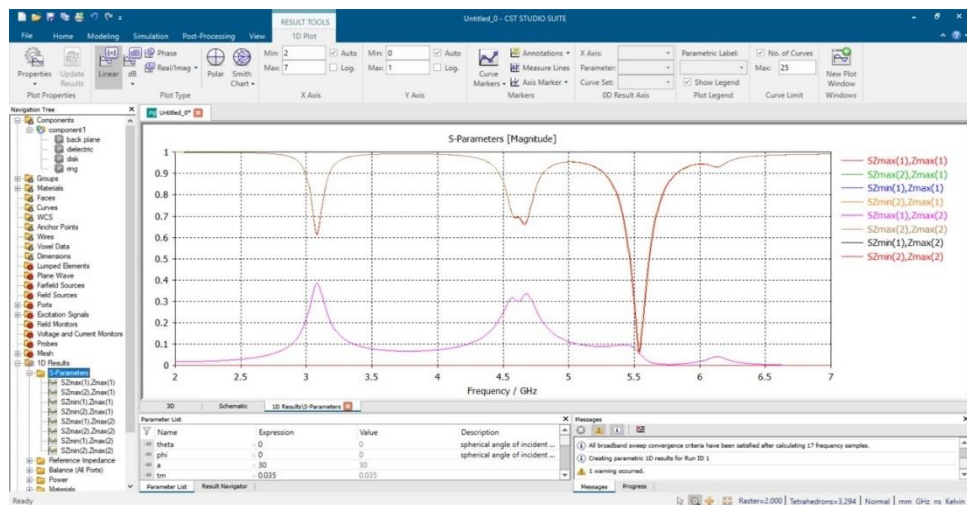 RESULT TOOLS
Untitled_0 - CST STUDIO SUITE
File Home Modeling Simulation Post-Processing View 1D Plot
Properties Update Results Linear dB Phase Real/Imag Polar Smith Chart
Min: 2 Auto Min: 0 Auto
Max: 7 Log. Max: 1 Log.
Curve Markers Annotations Measure Lines Axis Marker
X Axis: Parameter: Curve Set:
Parametric Label: Show Legend
No. of Curves Max: 25
New Plot Window
Plot Properties Plot Type X Axis Y Axis Markers 0D Result Axis Plot Legend Curve Limit Windows
Navigation Tree
Untitled_0*
Components
component1
back plane
dielectric
disk
ring
Groups
Materials
Faces
Curves
WCS
Anchor Points
Wires
Voxel Data
Dimensions
Lumped Elements
Plane Wave
Farfield Sources
Field Sources
Ports
Excitation Signals
Field Monitors
Voltage and Current Monitors
Probes
Mesh
1D Results
S-Parameters
SZmax(1),Zmax(1)
SZmax(2),Zmax(1)
SZmin(1),Zmax(1)
SZmin(2),Zmax(1)
SZmax(1),Zmax(2)
SZmax(2),Zmax(2)
SZmin(1),Zmax(2)
SZmin(2),Zmax(2)
Reference Impedance
Balance (All Ports)
Power
Materials
S-Parameters [Magnitude]
1
0.9
0.8
0.7
0.6
0.5
0.4
0.3
0.2
0.1
0
2 2.5 3 3.5 4 4.5 5 5.5 6 6.5 7
Frequency / GHz
SZmax(1),Zmax(1)
SZmax(2),Zmax(1)
SZmin(1),Zmax(1)
SZmin(2),Zmax(1)
SZmax(1),Zmax(2)
SZmax(2),Zmax(2)
SZmin(1),Zmax(2)
SZmin(2),Zmax(2)
3D Schematic 1D Results\S-Parameters
Parameter List
Name Expression Value Description
theta = 0 0 spherical angle of incident ...
phi = 0 0 spherical angle of incident ...
a = 30 30
tm = 0.035 0.035
Parameter List Result Navigator
Messages
All broadband sweep convergence criteria have been satisfied after calculating 17 frequency samples.
Creating parametric 1D results for Run ID 1
1 warning occurred.
Messages Progress
Ready
Raster=2.000 Tetrahedrons=3,294 Normal mm GHz ns Kelvin